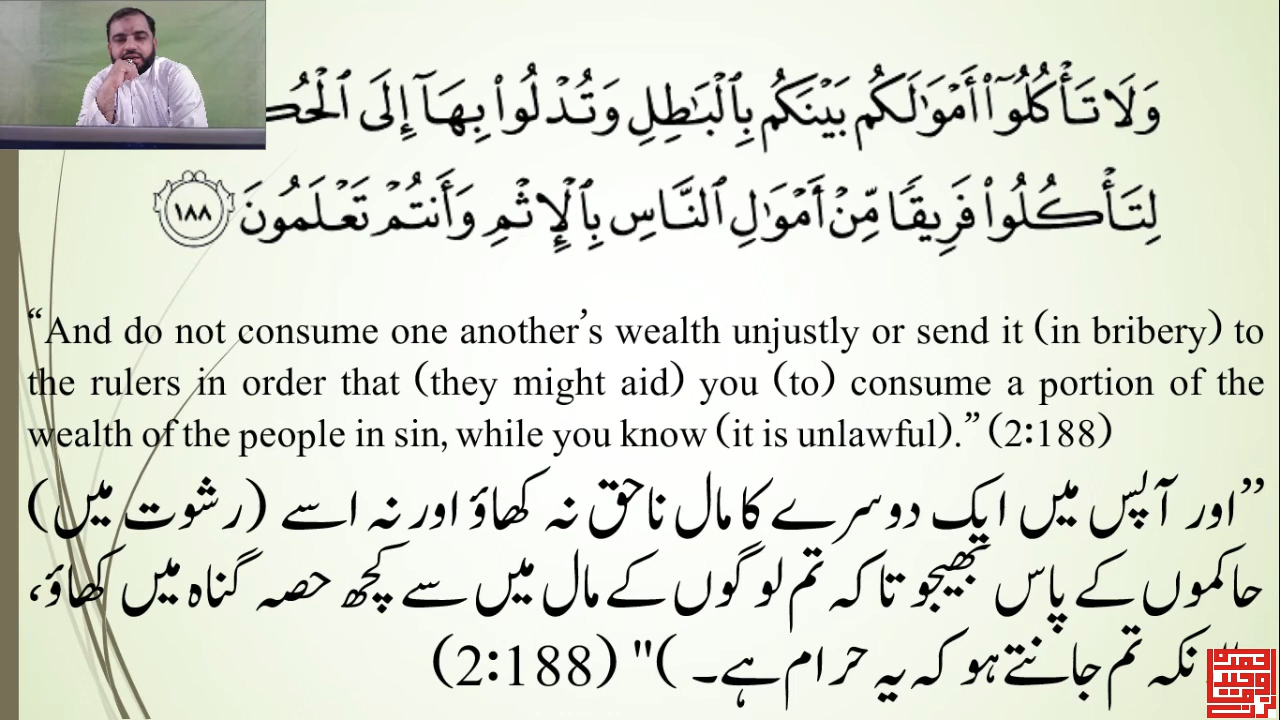 وَلَا تَأْكُلُوٓا۟ أَمْوَٰلَكُم بَيْنَكُم بِٱلْبَٰطِلِ وَتُدْلُوا۟ بِهَآ إِلَى
لِتَأْكُلُوا۟ فَرِيقًا مِّنْ أَمْوَٰلِ ٱلنَّاسِ بِٱلْإِثْمِ وَأَنتُمْ تَعْلَمُونَ ١٨٨
“And do not consume one another’s wealth unjustly or send it (in bribery) to
the rulers in order that (they might aid) you (to) consume a portion of the
wealth of the people in sin, while you know (it is unlawful).” (2:188)
”اور آپس میں ایک دوسرے کا مال ناحق نہ کھاؤ اور نہ اسے (رشوت میں)
حاکموں کے پاس بھیجو تاکہ تم لوگوں کے مال میں سے کچھ حصہ گناہ میں کھاؤ،
نکہ تم جانتے ہو کہ یہ حرام ہے۔ )" (2:188)